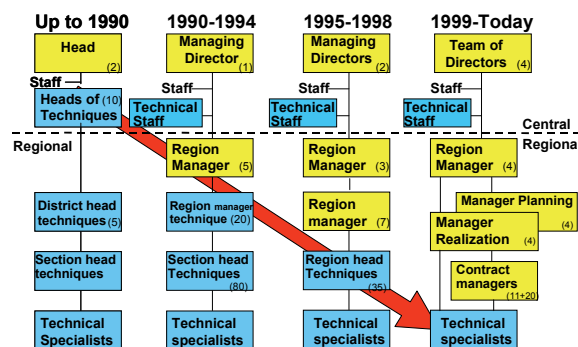 Up to 1990
1990-1994
1995-1998
1999-Today
Head
(2)
Managing
Director
(1)
Managing
Directors
(2)
Team of
Directors
(4)
Staff
Staff
Staff
Staff
Heads of (10)
Techniques
Technical
Staff
Technical
Staff
Technical
Staff
Central
Regional
Regiona
Region
Manager (5)
Region
Manager (3)
Region
Manager (4)
District head
techniques (5)
Region manager
technique (20)
Region
manager (7)
Manager Planning
(4)
Manager
Realization (4)
Section head
techniques
Section head
Techniques
(80)
Region head
Techniques
(35)
Contract
managers
(11+20)
Technical
Specialists
Technical
specialists
Technical
specialists
Technical
specialists